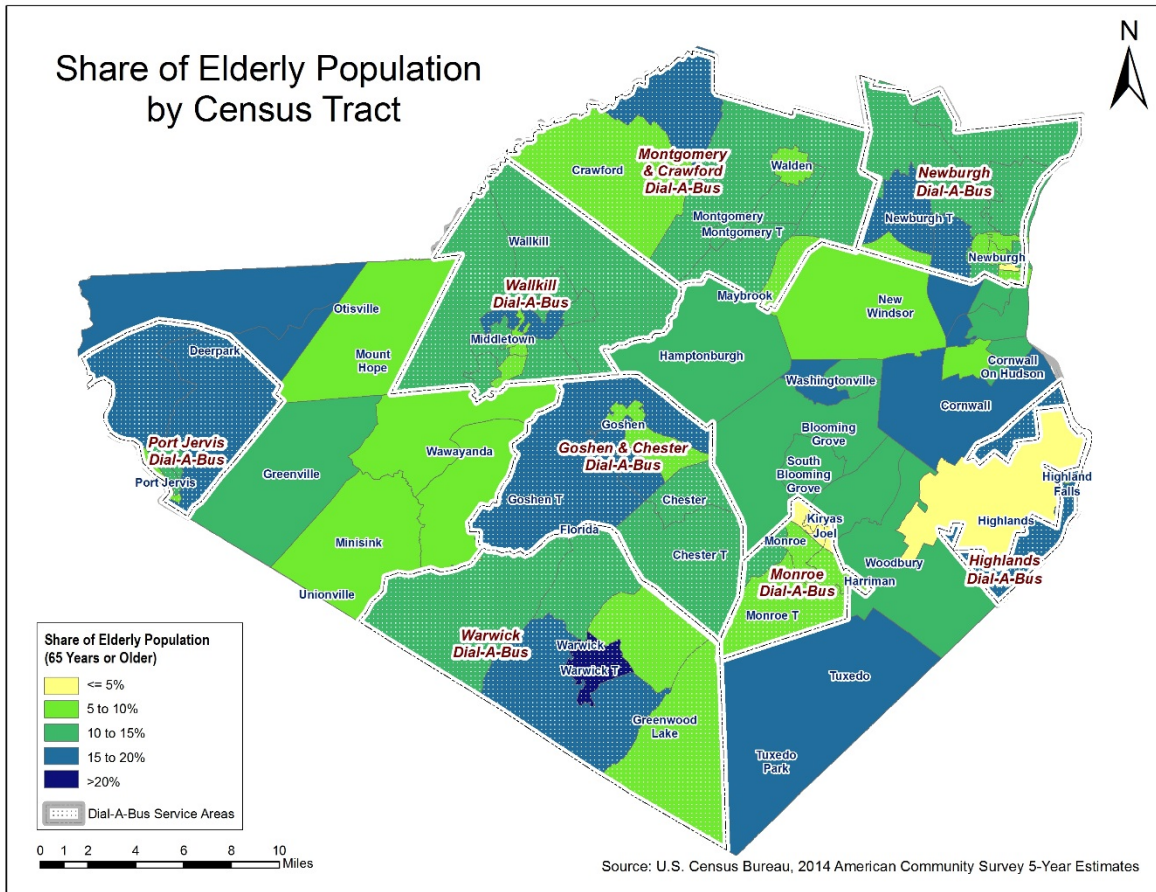 Share of Elderly Population
by Census Tract
N
Crawford
Montgomery
& Crawford
Dial-A-Bus
Walden
Montgomery
Montgomery T
Newburgh
Dial-A-Bus
Newburgh T
Newburgh
Wallkill
Wallkill
Dial-A-Bus
Middletown
Maybrook
New
Windsor
Otisville
Mount
Hope
Deerpark
Hamptonburgh
Washingtonville
Cornwall
On Hudson
Cornwall
Port Jervis
Dial-A-Bus
Port Jervis
Greenville
Wawayanda
Goshen
Goshen & Chester
Dial-A-Bus
Goshen T
Florida
Chester
Chester T
Blooming
Grove
South
Blooming
Grove
Kiryas
Joel
Monroe
Monroe
Dial-A-Bus
Monroe T
Harriman
Woodbury
Highland
Falls
Highlands
Highlands
Dial-A-Bus
Minisink
Unionville
Warwick
Dial-A-Bus
Warwick
Warwick T
Greenwood
Lake
Tuxedo
Tuxedo
Park
Share of Elderly Population
(65 Years or Older)
<= 5%
5 to 10%
10 to 15%
15 to 20%
>20%
Dial-A-Bus Service Areas
0 1 2 4 6 8 10
Miles
Source: U.S. Census Bureau, 2014 American Community Survey 5-Year Estimates